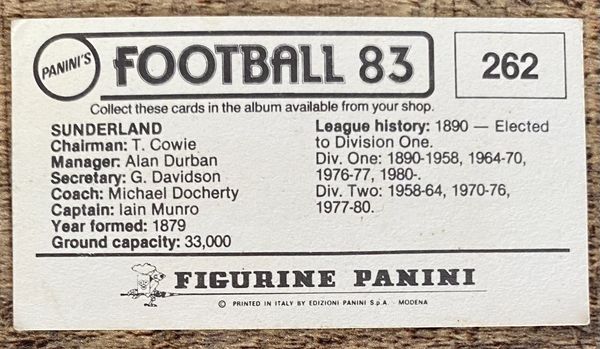 PANINI'S
FOOTBALL 83
262
Collect these cards in the album available from your shop.
SUNDERLAND
Chairman: T. Cowie
Manager: Alan Durban
Secretary: G. Davidson
Coach: Michael Docherty
Captain: Iain Munro
Year formed: 1879
Ground capacity: 33,000
League history: 1890 — Elected
to Division One.
Div. One: 1890-1958, 1964-70,
1976-77, 1980-.
Div. Two: 1958-64, 1970-76,
1977-80.
FIGURINE PANINI
© PRINTED IN ITALY BY EDIZIONI PANINI S.p.A. - MODENA